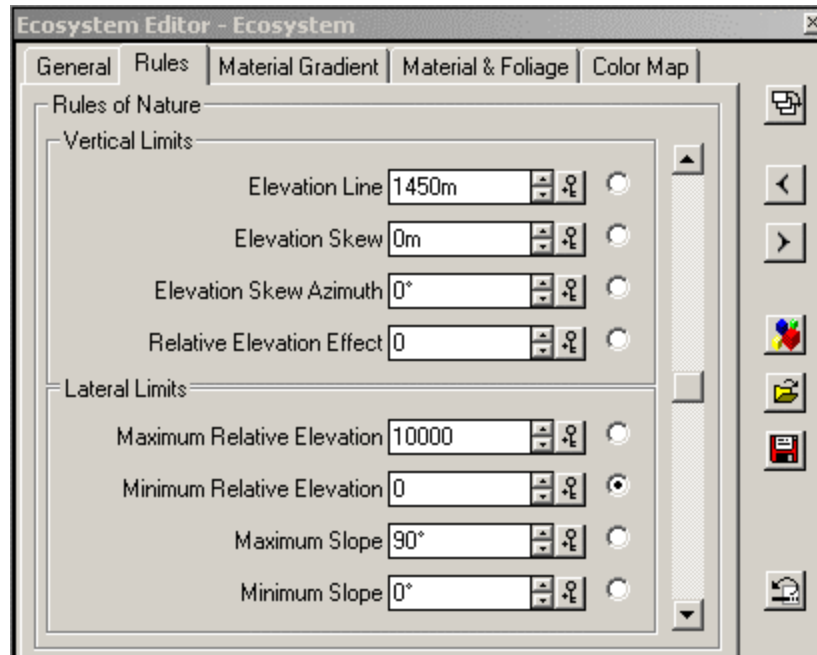 Ecosystem Editor - Ecosystem
General Rules Material Gradient Material & Foliage Color Map
Rules of Nature
Vertical Limits
Elevation Line 1450m
Elevation Skew 0m
Elevation Skew Azimuth 0°
Relative Elevation Effect 0
Lateral Limits
Maximum Relative Elevation 10000
Minimum Relative Elevation 0
Maximum Slope 90°
Minimum Slope 0°